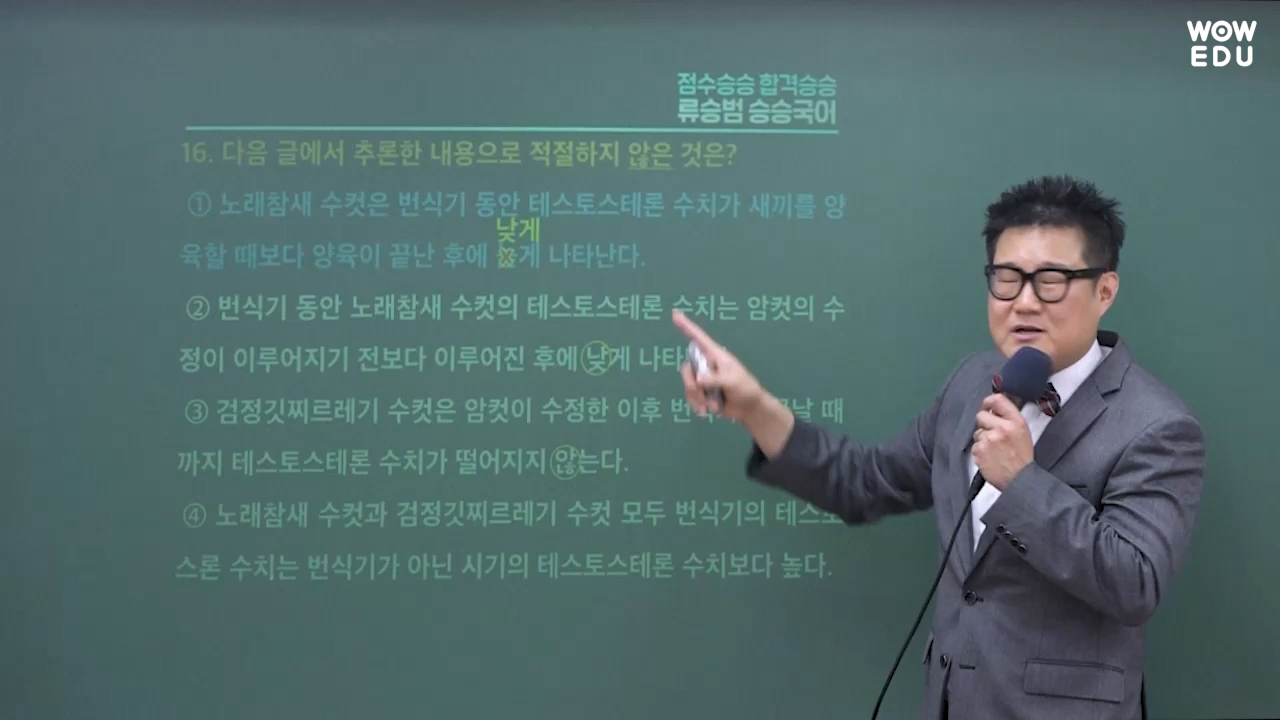 WOW
EDU
점수승승 합격승승
류승범 승승국어
16. 다음 글에서 추론한 내용으로 적절하지 않은 것은?
① 노래참새 수컷은 번식기 동안 테스토스테론 수치가 새끼를 양
낮게
육할 때보다 양육이 끝난 후에 높게 나타난다.
② 번식기 동안 노래참새 수컷의 테스토스테론 수치는 암컷의 수
정이 이루어지기 전보다 이루어진 후에 낮게
③ 검정깃찌르레기 수컷은 암컷이 수정한 이후 때
까지 테스토스테론 수치가 떨어지지 않는다.
④ 노래참새 수컷과 검정깃찌르레기 수컷 모두 번식기의 테스토
스론 수치는 번식기가 아닌 시기의 테스토스테론 수치보다 높다.